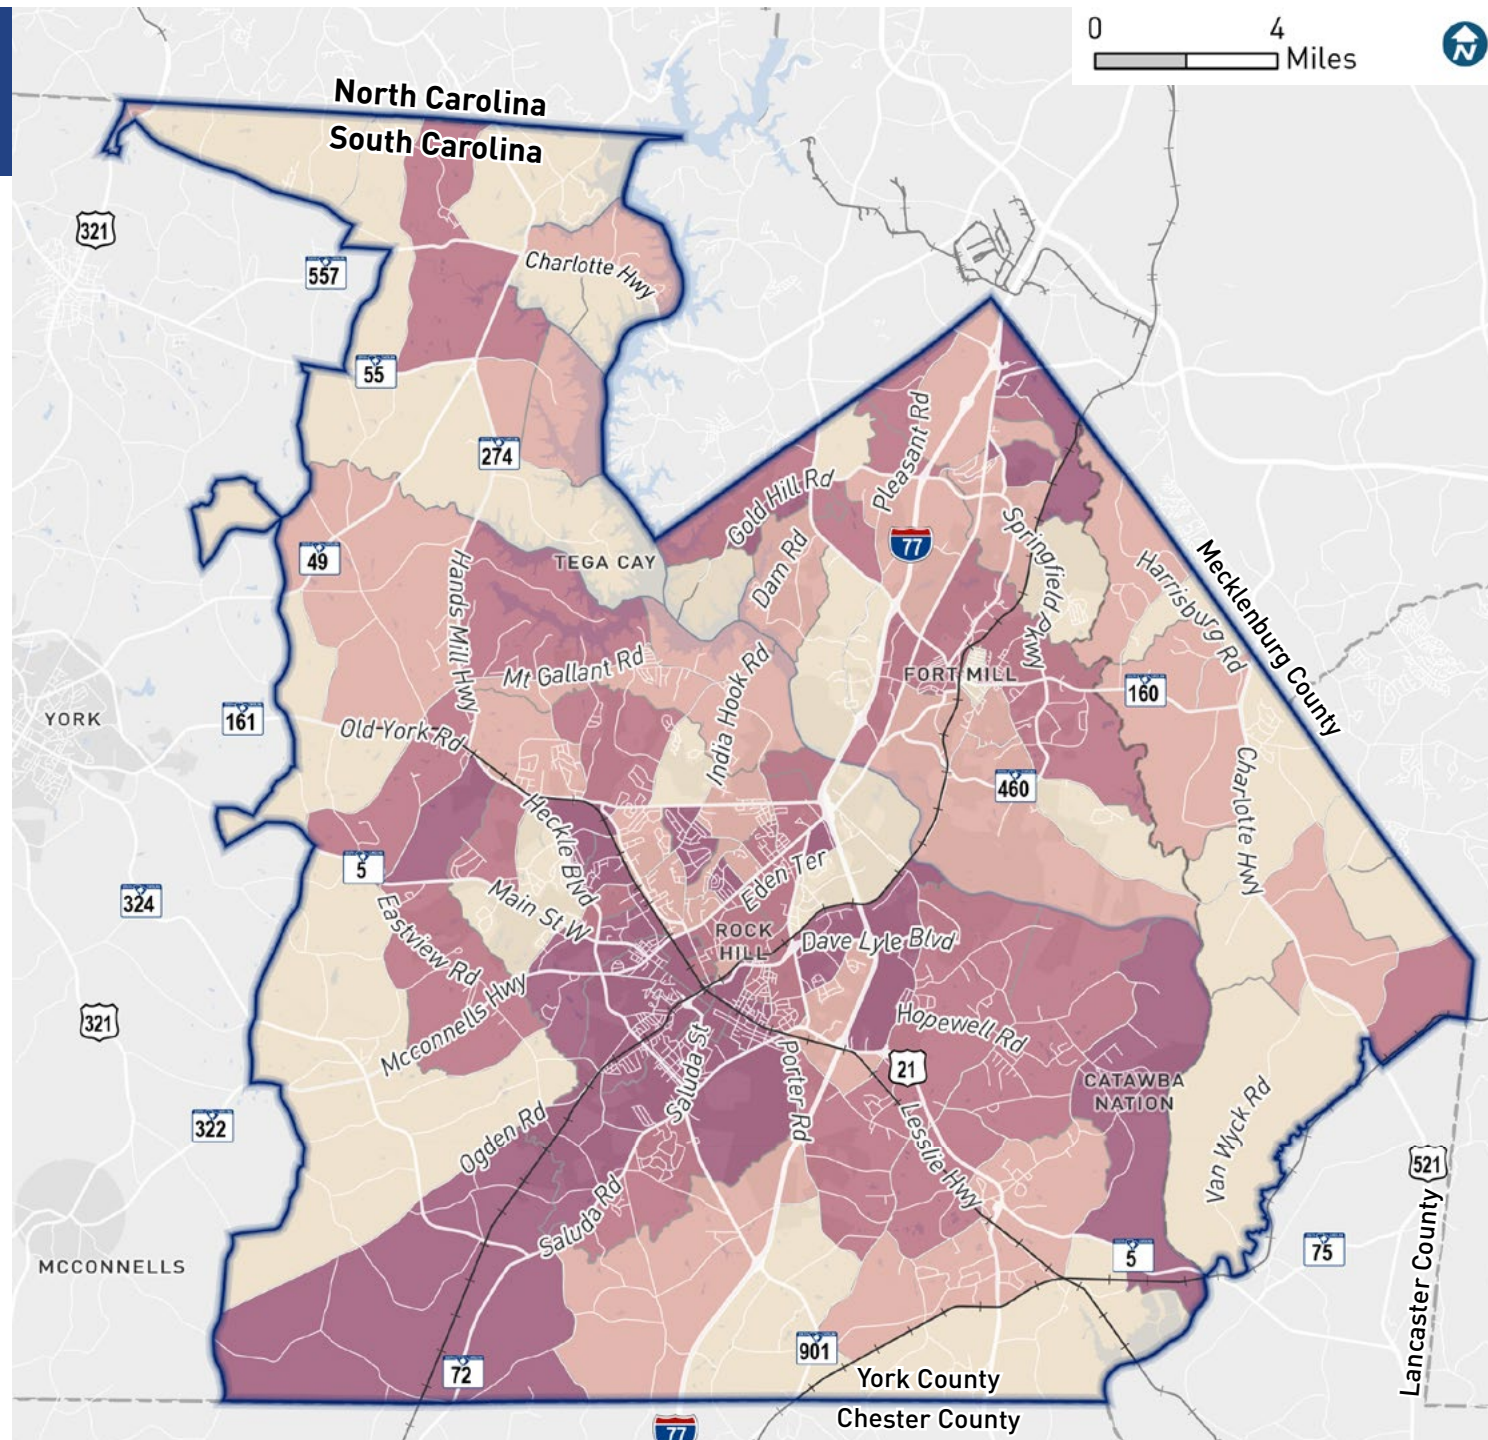 0 4
Miles
N
North Carolina
South Carolina
321
557
Charlotte Hwy
55
274
Pleasant Rd
Gold Hill Rd
77
Springfield Pkwy
49
TEGA CAY
Dam Rd
Harrisburg Rd
Mecklenburg County
Hands Mill Hwy
Mt Gallant Rd
India Hook Rd
FORT MILL
160
YORK
161
Old York Rd
460
Charlotte Hwy
Heckle Blvd
5
324
Main St W
Eden Ter
Eastview Rd
ROCK
HILL
Dave Lyle Blvd
321
Mcconnells Hwy
Hopewell Rd
Saluda St
Porter Rd
21
CATAWBA
NATION
322
Ogden Rd
Lesslie Hwy
Van Wyck Rd
521
Saluda Rd
MCCONNELLS
5
75
Lancaster County
72
901
York County
Chester County
77